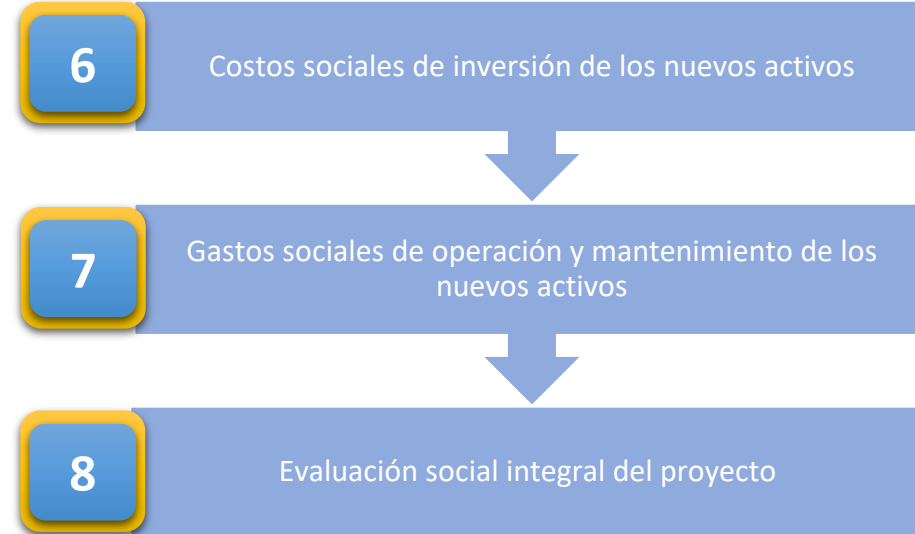 6
Costos sociales de inversión de los nuevos activos
7
Gastos sociales de operación y mantenimiento de los
nuevos activos
8
Evaluación social integral del proyecto